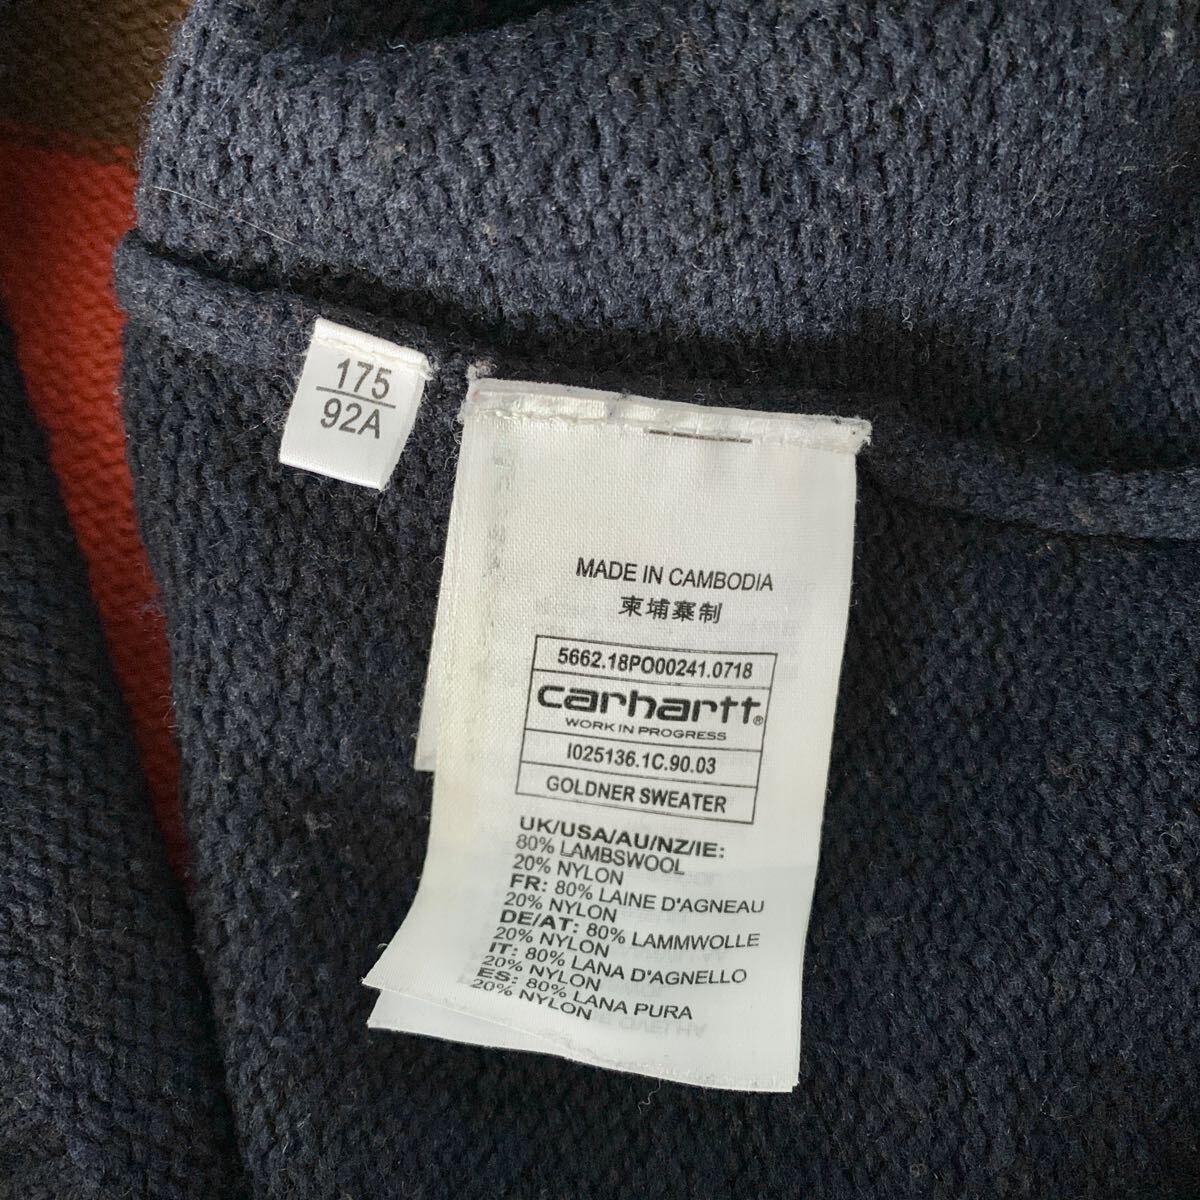 175
92A
MADE IN CAMBODIA
柬埔寨制
5662.18PO00241.0718
carhartt®
WORK IN PROGRESS
I025136.1C.90.03
GOLDNER SWEATER
UK/USA/AU/NZ/IE:
80% LAMBSWOOL
20% NYLON
FR: 80% LAINE D'AGNEAU
20% NYLON
DE/AT: 80% LAMMWOLLE
20% NYLON
IT: 80% LANA D'AGNELLO
20% NYLON
ES: 80% LANA PURA
20% NYLON